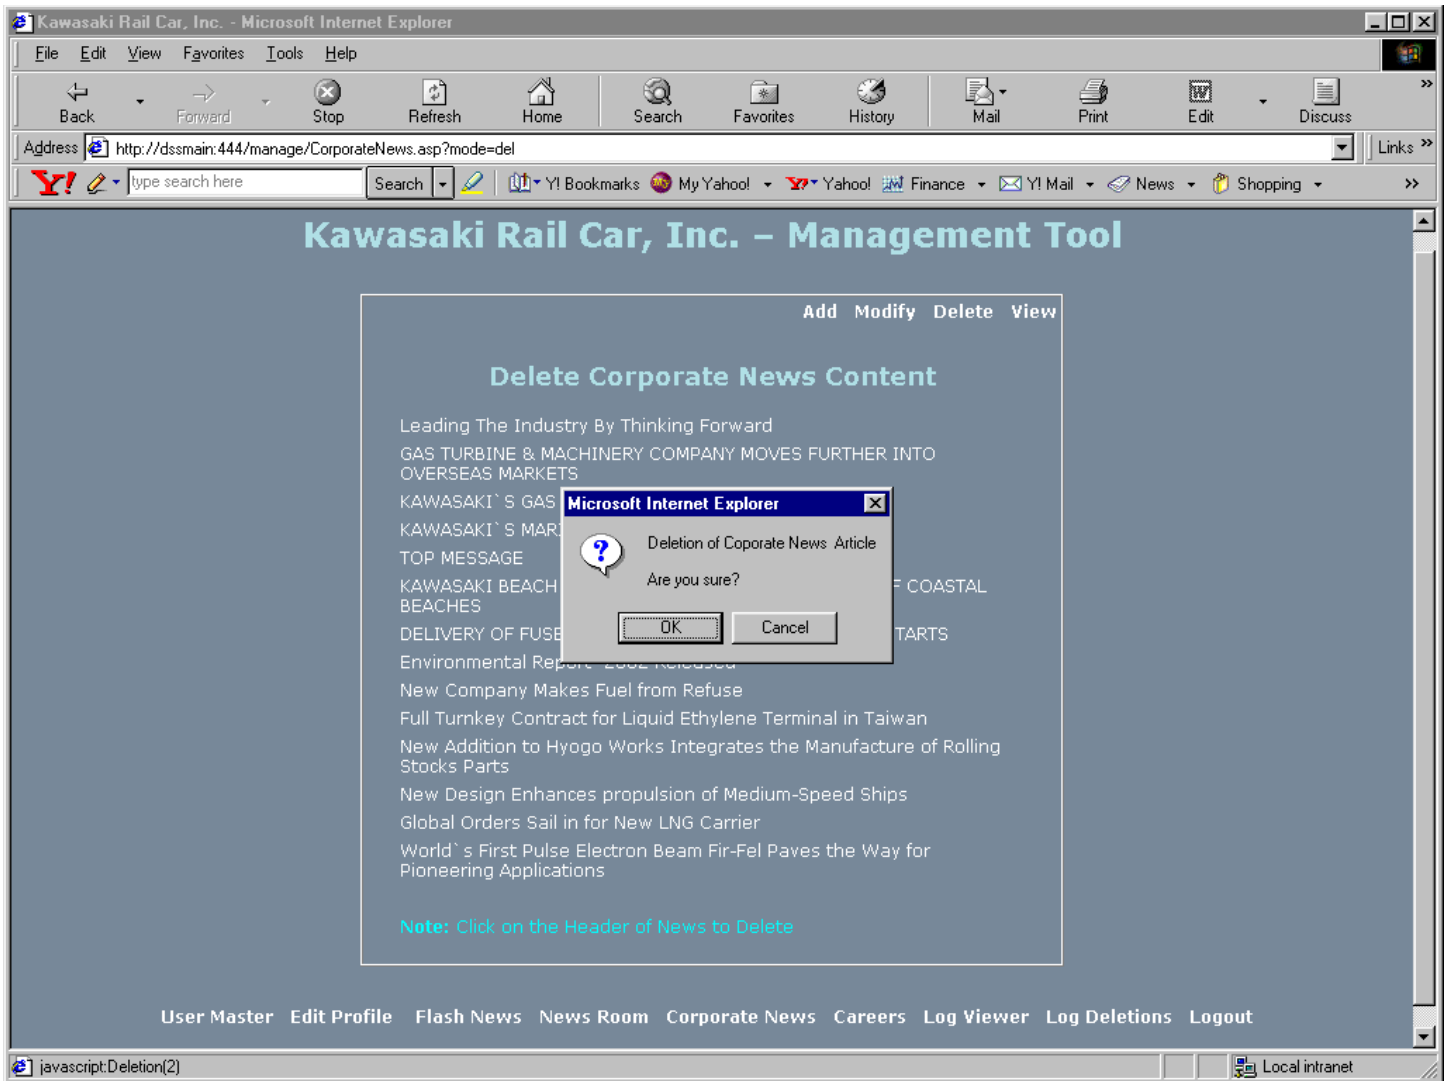 Kawasaki Rail Car, Inc. - Microsoft Internet Explorer
File Edit View Favorites Tools Help
Back Forward Stop Refresh Home Search Favorites History Mail Print Edit Discuss »
Address http://dssmain:444/manage/CorporateNews.asp?mode=del Links »
Y! type search here Search Y! Bookmarks My Yahoo! Yahoo! Finance Y! Mail News Shopping »
Kawasaki Rail Car, Inc. – Management Tool
Add Modify Delete View
Delete Corporate News Content
Leading The Industry By Thinking Forward
GAS TURBINE & MACHINERY COMPANY MOVES FURTHER INTO
OVERSEAS MARKETS
KAWASAKI`S GAS
KAWASAKI`S MARI
TOP MESSAGE
KAWASAKI BEACH F COASTAL
BEACHES
DELIVERY OF FUSE TARTS
Environmental Report 2002 Released
New Company Makes Fuel from Refuse
Full Turnkey Contract for Liquid Ethylene Terminal in Taiwan
New Addition to Hyogo Works Integrates the Manufacture of Rolling
Stocks Parts
New Design Enhances propulsion of Medium-Speed Ships
Global Orders Sail in for New LNG Carrier
World`s First Pulse Electron Beam Fir-Fel Paves the Way for
Pioneering Applications
Note: Click on the Header of News to Delete
Microsoft Internet Explorer
Deletion of Coporate News Article
Are you sure?
OK Cancel
User Master Edit Profile Flash News News Room Corporate News Careers Log Viewer Log Deletions Logout
javascript:Deletion(2) Local intranet